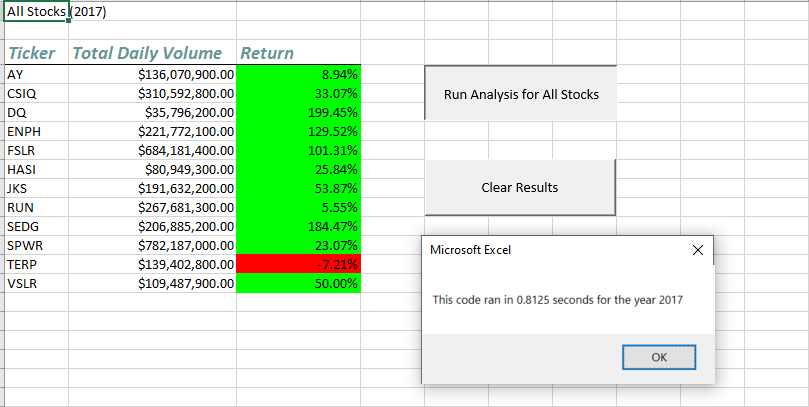 All Stocks (2017)
Ticker Total Daily Volume Return
AY $136,070,900.00 8.94%
CSIQ $310,592,800.00 33.07%
DQ $35,796,200.00 199.45%
ENPH $221,772,100.00 129.52%
FSLR $684,181,400.00 101.31%
HASI $80,949,300.00 25.84%
JKS $191,632,200.00 53.87%
RUN $267,681,300.00 5.55%
SEDG $206,885,200.00 184.47%
SPWR $782,187,000.00 23.07%
TERP $139,402,800.00 -7.21%
VSLR $109,487,900.00 50.00%
Run Analysis for All Stocks
Clear Results
Microsoft Excel
This code ran in 0.8125 seconds for the year 2017
OK